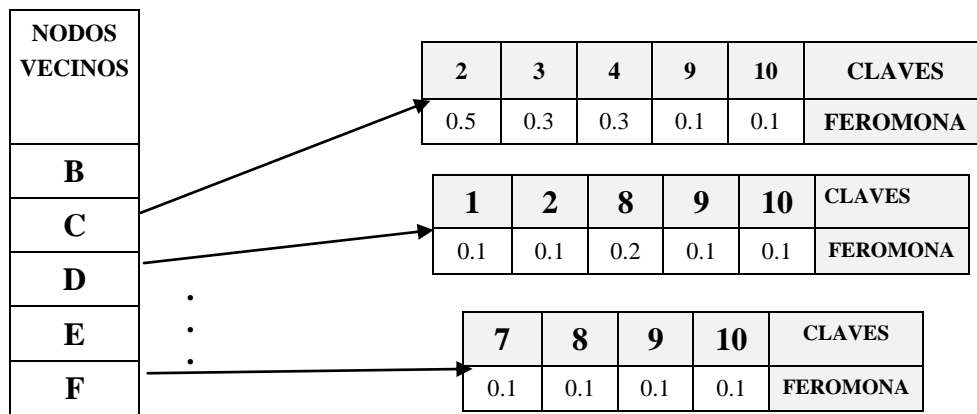 NODOS
VECINOS
B
C
D
E
F
2 3 4 9 10 CLAVES
0.5 0.3 0.3 0.1 0.1 FEROMONA
1 2 8 9 10 CLAVES
0.1 0.1 0.2 0.1 0.1 FEROMONA
7 8 9 10 CLAVES
0.1 0.1 0.1 0.1 FEROMONA